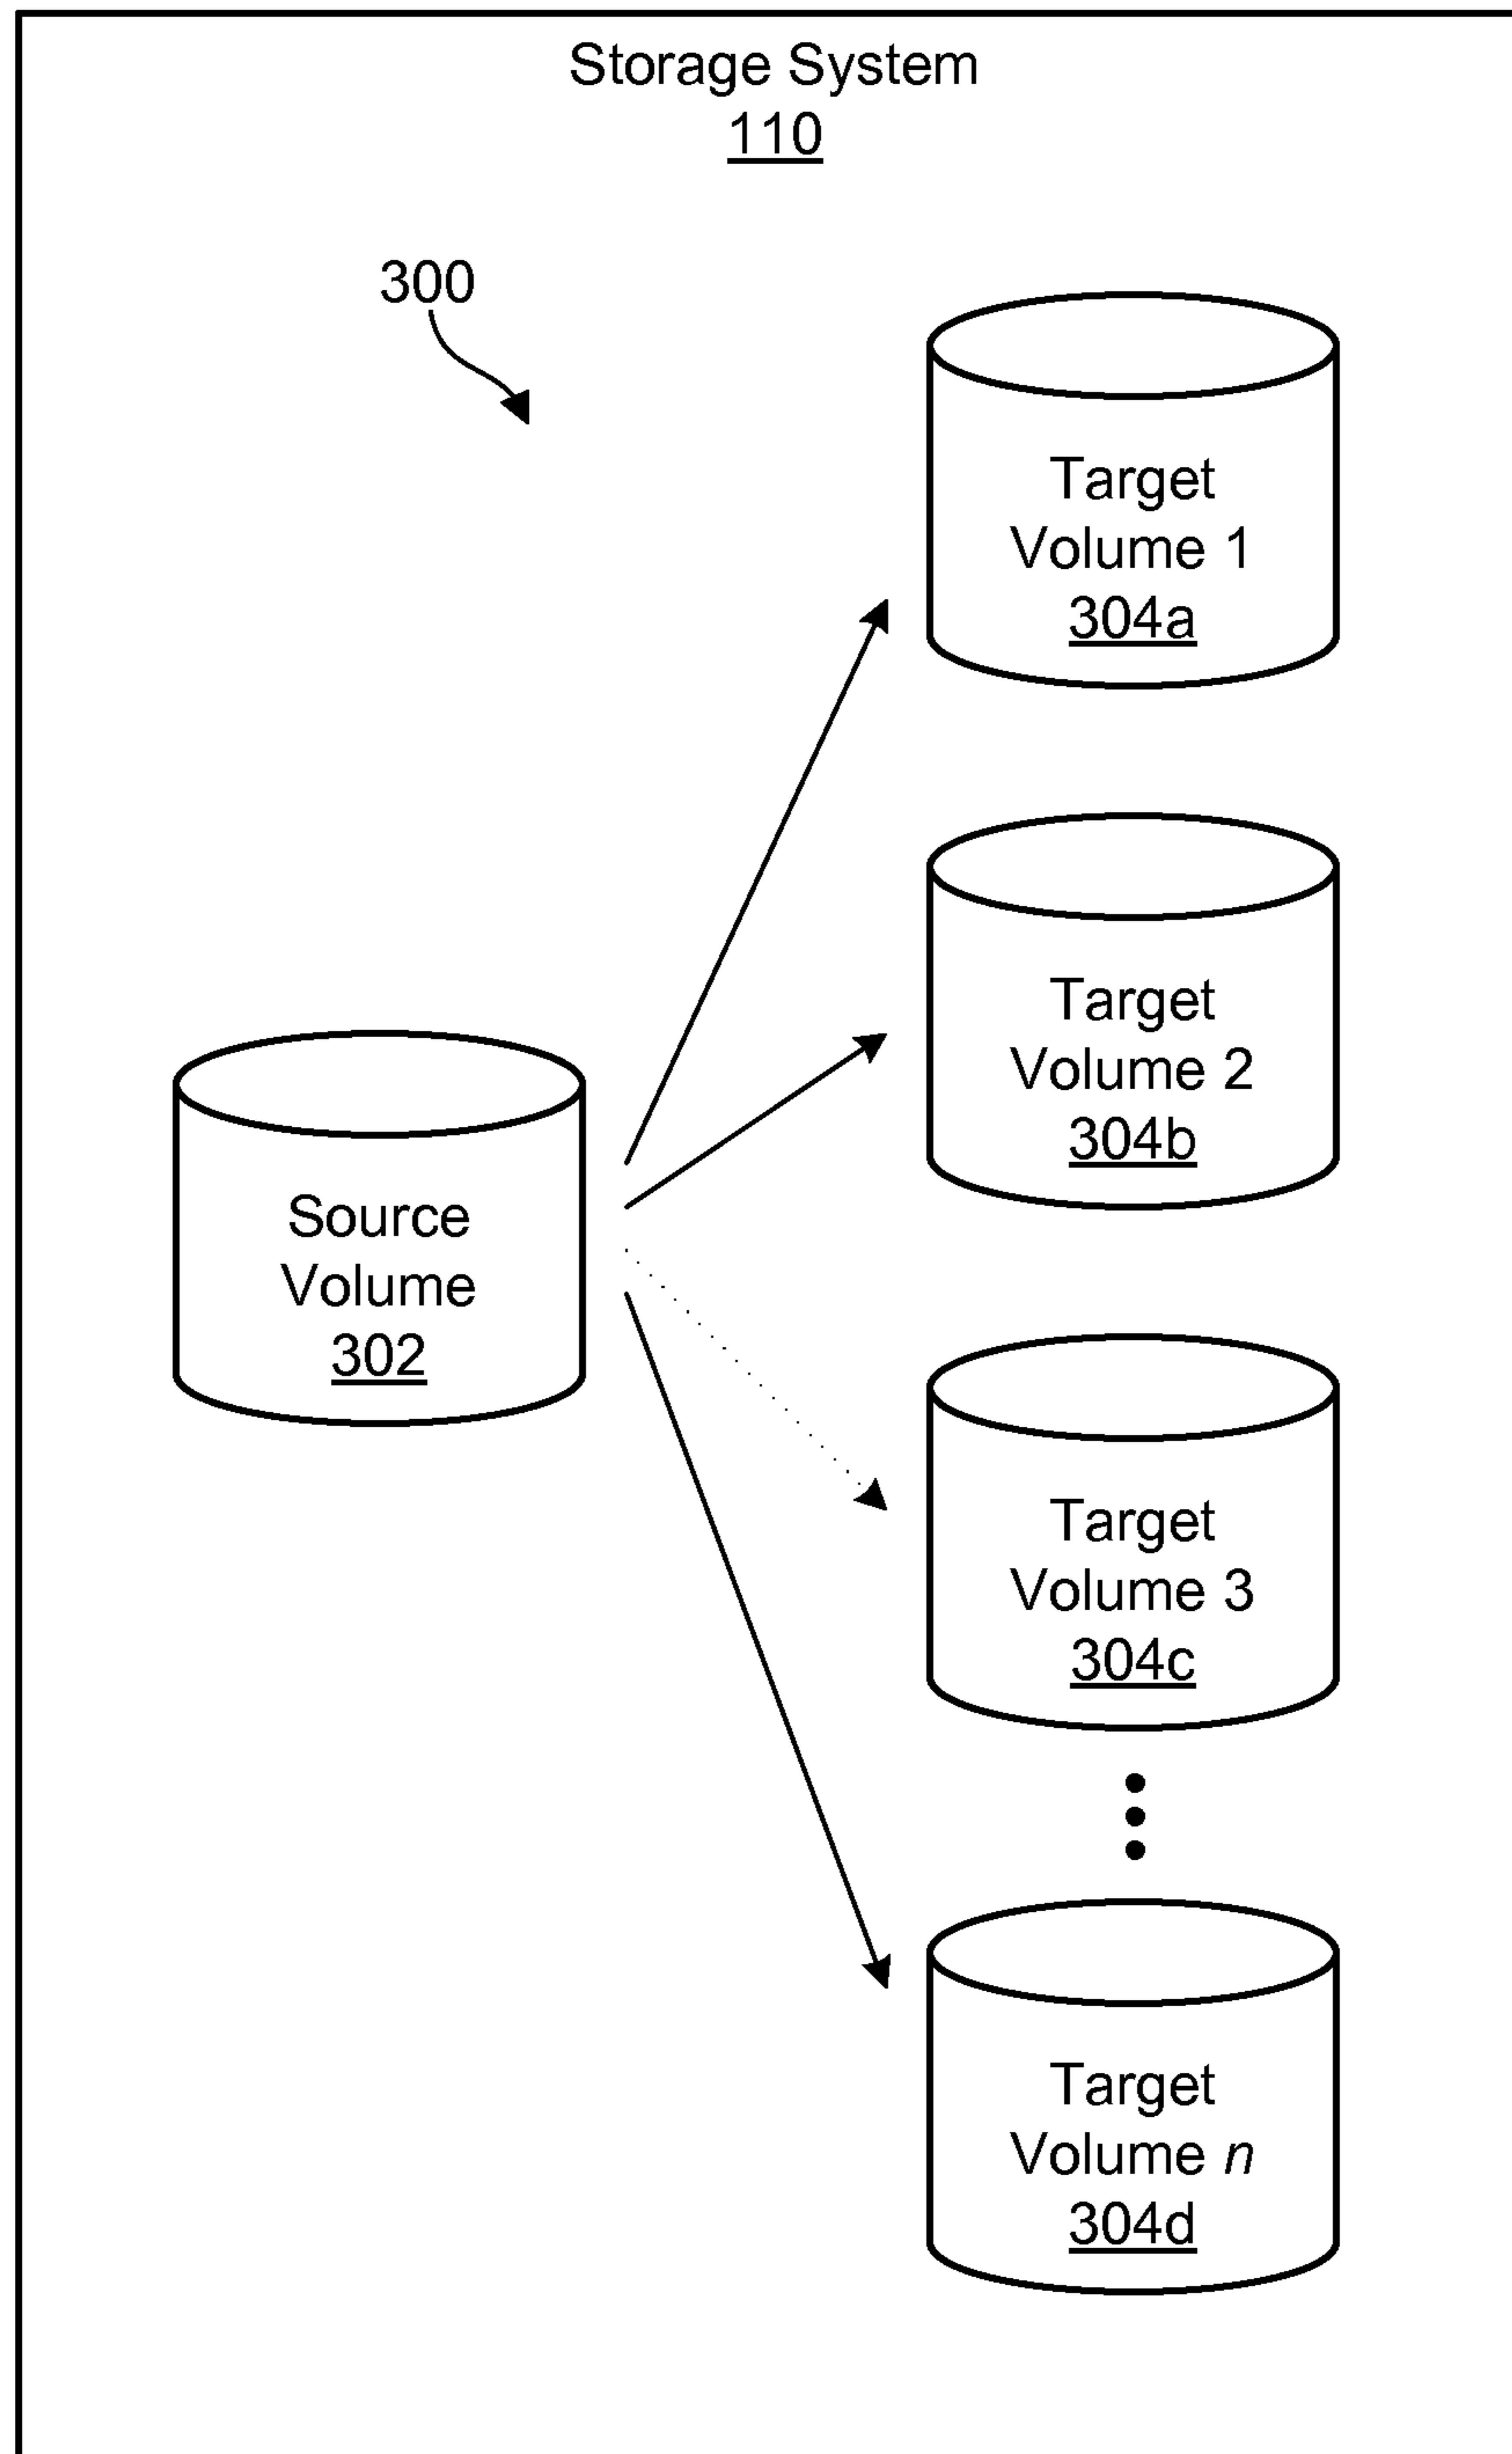 Storage System
110
300
Target
Volume 1
304a
Target
Volume 2
304b
Source
Volume
302
Target
Volume 3
304c
Target
Volume n
304d